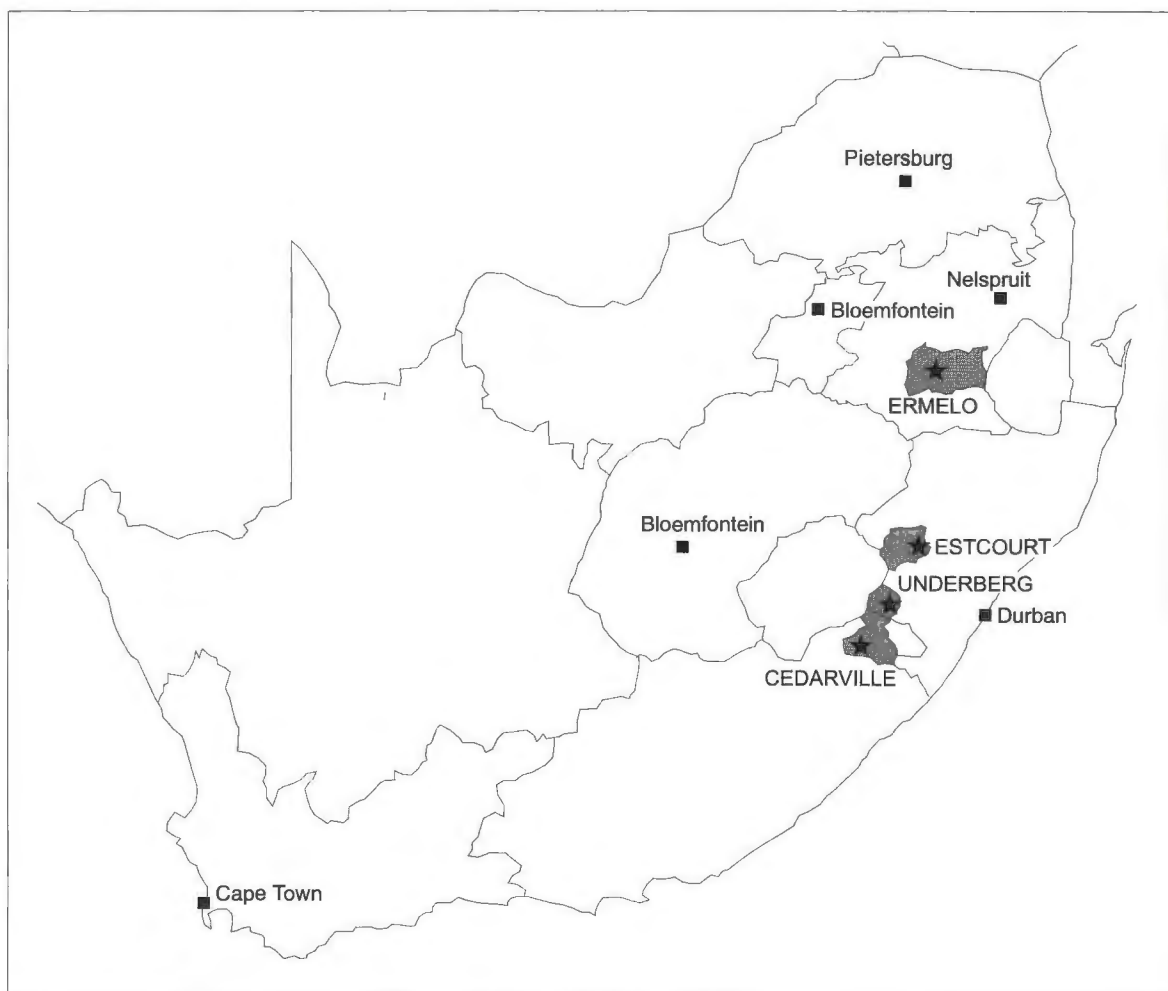 Pietersburg
Nelspruit
Bloemfontein
ERMELO
Bloemfontein
ESTCOURT
UNDERBERG
Durban
CEDARVILLE
Cape Town